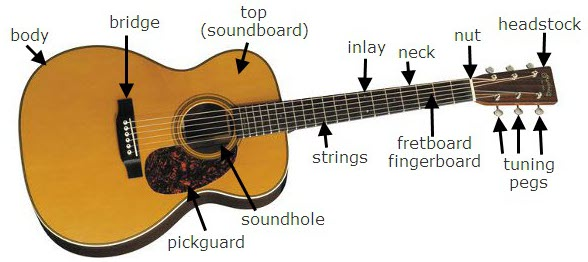 body
bridge
top
(soundboard)
inlay
neck
nut
headstock
strings
fretboard
fingerboard
tuning
pegs
soundhole
pickguard